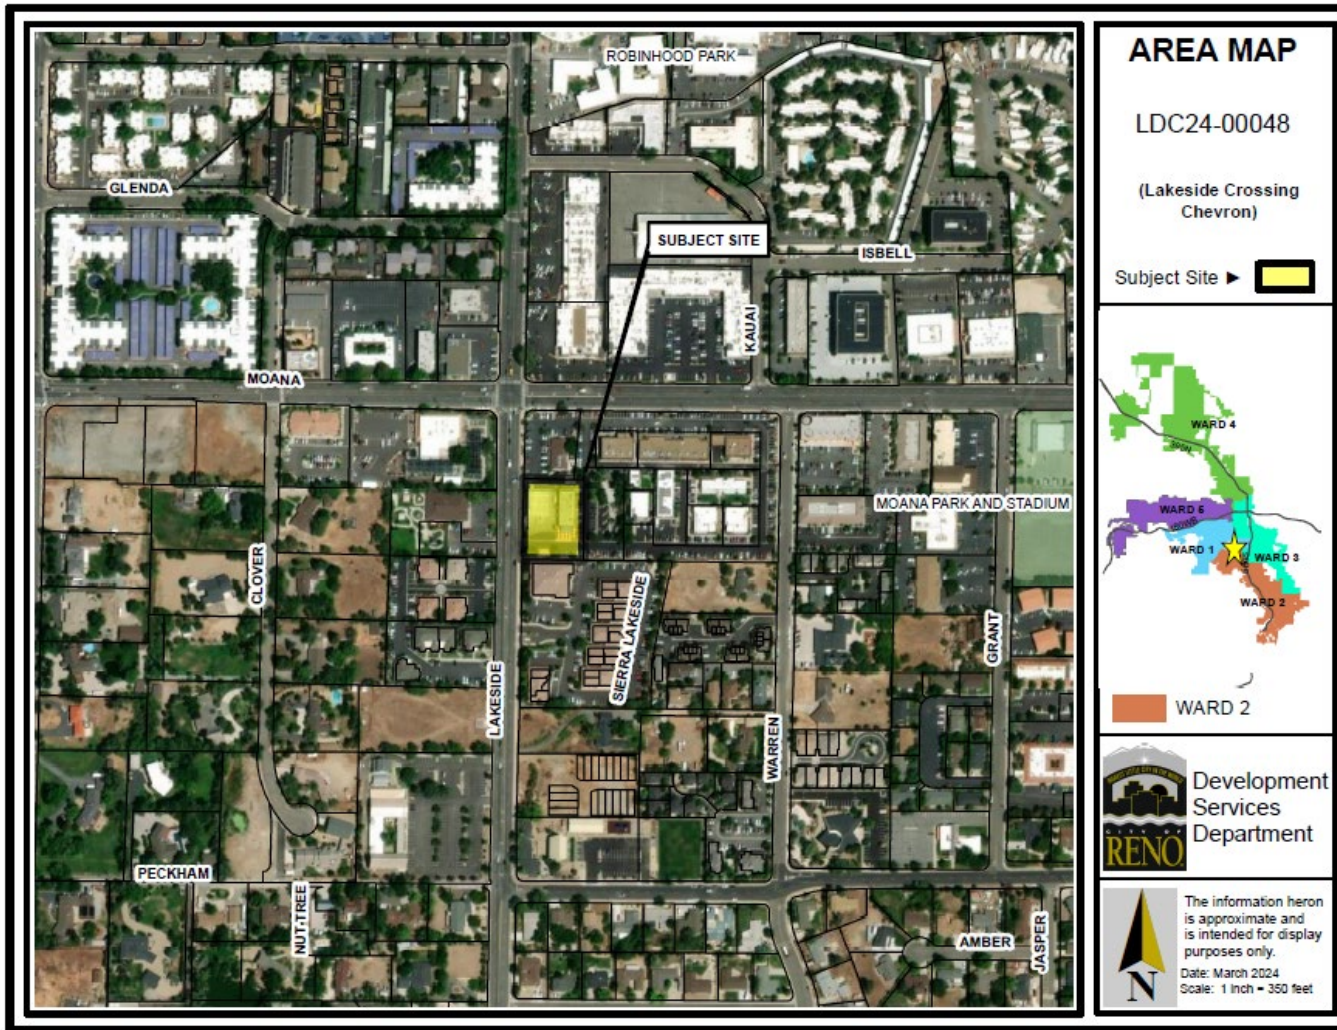 ROBINHOOD PARK
GLENDA
SUBJECT SITE
ISBELL
KAUAI
MOANA
MOANA PARK AND STADIUM
CLOVER
SIERRA LAKESIDE
GRANT
LAKESIDE
WARREN
PECKHAM
NUT TREE
AMBER
JASPER
AREA MAP
LDC24-00048
(Lakeside Crossing
Chevron)
Subject Site ►
WARD 4
WARD 5
WARD 1
WARD 3
WARD 2
WARD 2
CITY OF
RENO
Development
Services
Department
The information heron
is approximate and
is intended for display
purposes only.
Date: March 2024
Scale: 1 inch = 350 feet
N